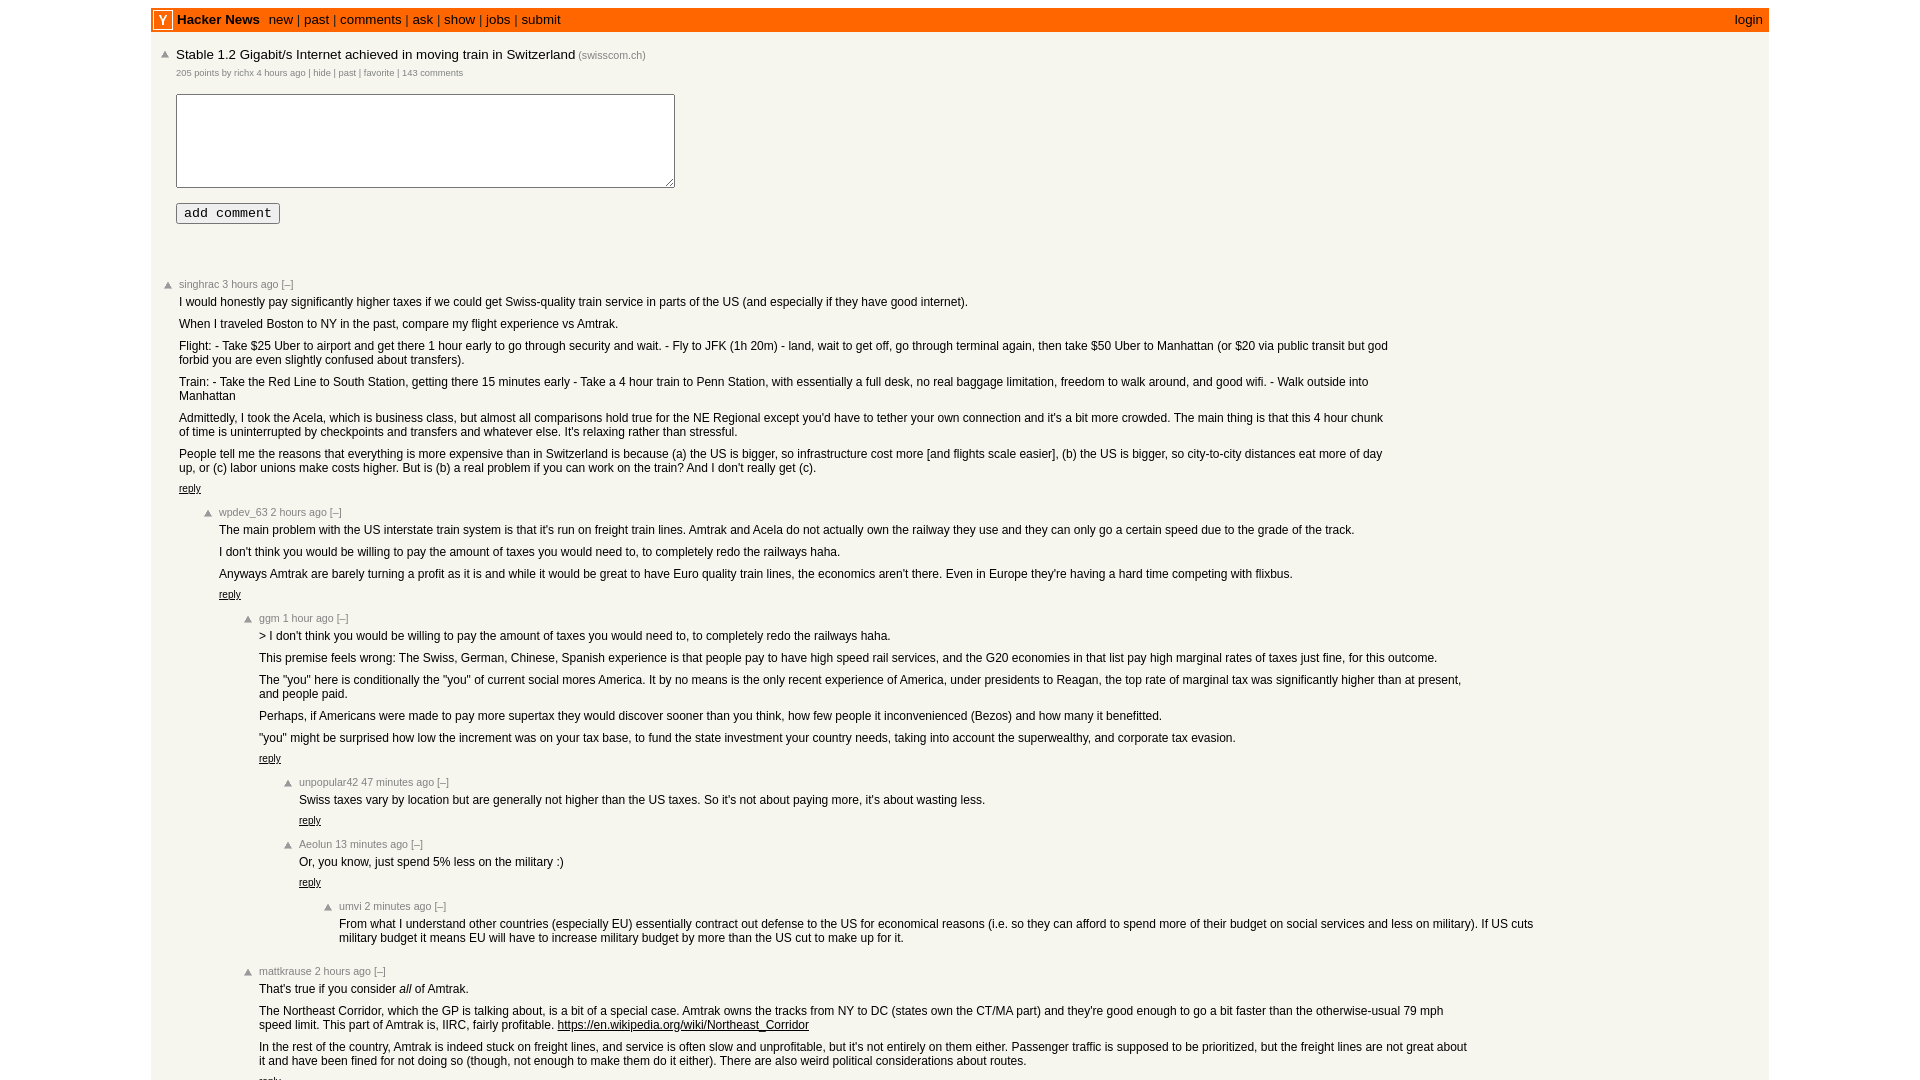 Y Hacker News new | past | comments | ask | show | jobs | submit login
Stable 1.2 Gigabit/s Internet achieved in moving train in Switzerland (swisscom.ch)
205 points by richx 4 hours ago | hide | past | favorite | 143 comments
add comment
singhrac 3 hours ago [–]
I would honestly pay significantly higher taxes if we could get Swiss-quality train service in parts of the US (and especially if they have good internet).
When I traveled Boston to NY in the past, compare my flight experience vs Amtrak.
Flight: - Take $25 Uber to airport and get there 1 hour early to go through security and wait. - Fly to JFK (1h 20m) - land, wait to get off, go through terminal again, then take $50 Uber to Manhattan (or $20 via public transit but god
forbid you are even slightly confused about transfers).
Train: - Take the Red Line to South Station, getting there 15 minutes early - Take a 4 hour train to Penn Station, with essentially a full desk, no real baggage limitation, freedom to walk around, and good wifi. - Walk outside into
Manhattan
Admittedly, I took the Acela, which is business class, but almost all comparisons hold true for the NE Regional except you'd have to tether your own connection and it's a bit more crowded. The main thing is that this 4 hour chunk
of time is uninterrupted by checkpoints and transfers and whatever else. It's relaxing rather than stressful.
People tell me the reasons that everything is more expensive than in Switzerland is because (a) the US is bigger, so infrastructure cost more [and flights scale easier], (b) the US is bigger, so city-to-city distances eat more of day
up, or (c) labor unions make costs higher. But is (b) a real problem if you can work on the train? And I don't really get (c).
reply
wpdev_63 2 hours ago [–]
The main problem with the US interstate train system is that it's run on freight train lines. Amtrak and Acela do not actually own the railway they use and they can only go a certain speed due to the grade of the track.
I don't think you would be willing to pay the amount of taxes you would need to, to completely redo the railways haha.
Anyways Amtrak are barely turning a profit as it is and while it would be great to have Euro quality train lines, the economics aren't there. Even in Europe they're having a hard time competing with flixbus.
reply
ggm 1 hour ago [–]
> I don't think you would be willing to pay the amount of taxes you would need to, to completely redo the railways haha.
This premise feels wrong: The Swiss, German, Chinese, Spanish experience is that people pay to have high speed rail services, and the G20 economies in that list pay high marginal rates of taxes just fine, for this outcome.
The "you" here is conditionally the "you" of current social mores America. It by no means is the only recent experience of America, under presidents to Reagan, the top rate of marginal tax was significantly higher than at present,
and people paid.
Perhaps, if Americans were made to pay more supertax they would discover sooner than you think, how few people it inconvenienced (Bezos) and how many it benefitted.
"you" might be surprised how low the increment was on your tax base, to fund the state investment your country needs, taking into account the superwealthy, and corporate tax evasion.
reply
unpopular42 47 minutes ago [–]
Swiss taxes vary by location but are generally not higher than the US taxes. So it's not about paying more, it's about wasting less.
reply
Aeolun 13 minutes ago [–]
Or, you know, just spend 5% less on the military :)
reply
umvi 2 minutes ago [–]
From what I understand other countries (especially EU) essentially contract out defense to the US for economical reasons (i.e. so they can afford to spend more of their budget on social services and less on military). If US cuts
military budget it means EU will have to increase military budget by more than the US cut to make up for it.
mattkrause 2 hours ago [–]
That's true if you consider all of Amtrak.
The Northeast Corridor, which the GP is talking about, is a bit of a special case. Amtrak owns the tracks from NY to DC (states own the CT/MA part) and they're good enough to go a bit faster than the otherwise-usual 79 mph
speed limit. This part of Amtrak is, IIRC, fairly profitable. https://en.wikipedia.org/wiki/Northeast_Corridor
In the rest of the country, Amtrak is indeed stuck on freight lines, and service is often slow and unprofitable, but it's not entirely on them either. Passenger traffic is supposed to be prioritized, but the freight lines are not great about
it and have been fined for not doing so (though, not enough to make them do it either). There are also weird political considerations about routes.